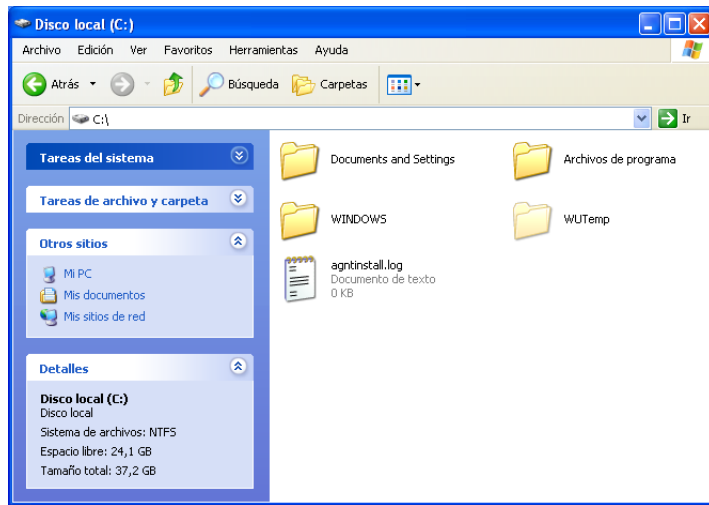 Disco local (C:)
Archivo Edición Ver Favoritos Herramientas Ayuda
Atrás Búsqueda Carpetas
Dirección C:\ Ir
Tareas del sistema
Tareas de archivo y carpeta
Otros sitios
Mi PC
Mis documentos
Mis sitios de red
Detalles
Disco local (C:)
Disco local
Sistema de archivos: NTFS
Espacio libre: 24,1 GB
Tamaño total: 37,2 GB
Documents and Settings
Archivos de programa
WINDOWS
WUTemp
agntinstall.log
Documento de texto
0 KB